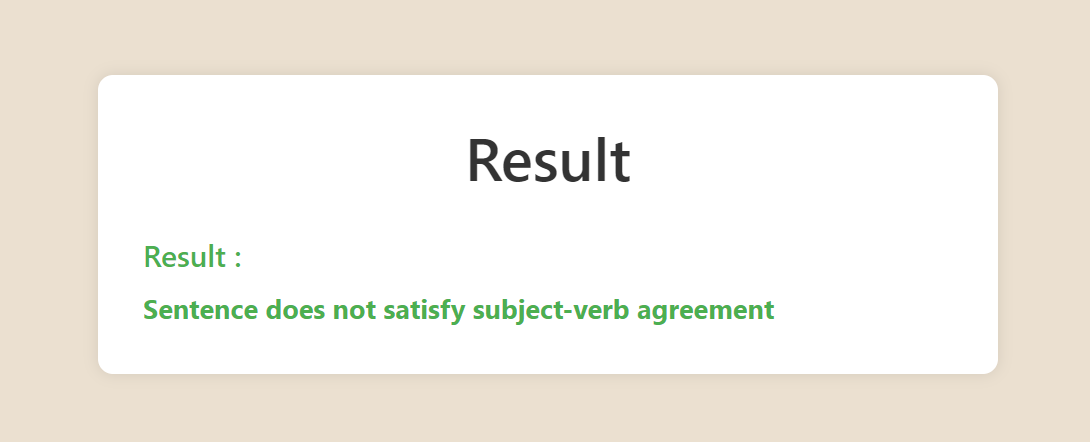 Result
Result :
Sentence does not satisfy subject-verb agreement